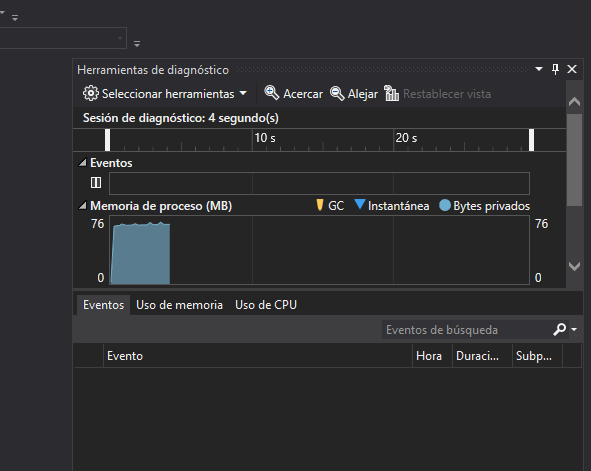 Herramientas de diagnóstico
Seleccionar herramientas Acercar Alejar Restablecer vista
Sesión de diagnóstico: 4 segundo(s)
10 s 20 s
Eventos
Memoria de proceso (MB) GC Instantánea Bytes privados
76 76
0 0
Eventos Uso de memoria Uso de CPU
Eventos de búsqueda
Evento Hora Duraci... Subp...